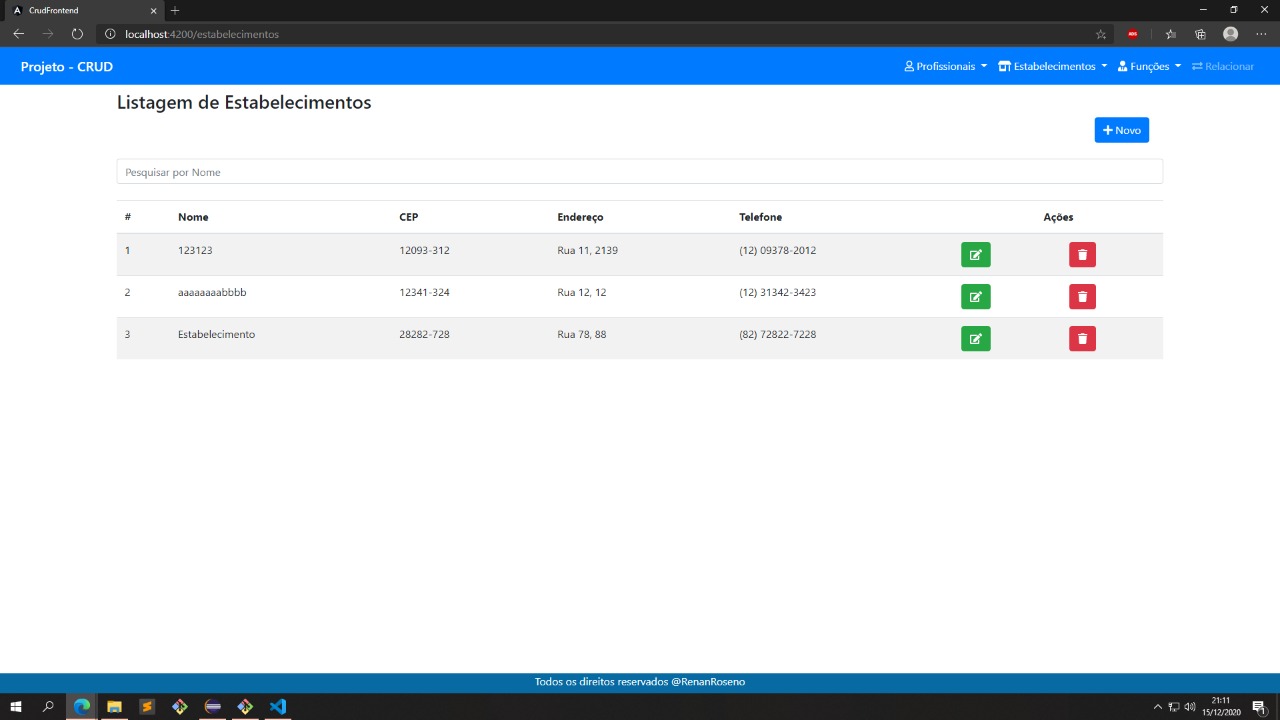 CrudFrontend
localhost:4200/estabelecimentos
Projeto - CRUD
Profissionais Estabelecimentos Funções Relacionar
Listagem de Estabelecimentos
Novo
Pesquisar por Nome
# Nome CEP Endereço Telefone Ações
1 123123 12093-312 Rua 11, 2139 (12) 09378-2012
2 aaaaaaaabbbb 12341-324 Rua 12, 12 (12) 31342-3423
3 Estabelecimento 28282-728 Rua 78, 88 (82) 72822-7228
Todos os direitos reservados @RenanRoseno
21:11
15/12/2020